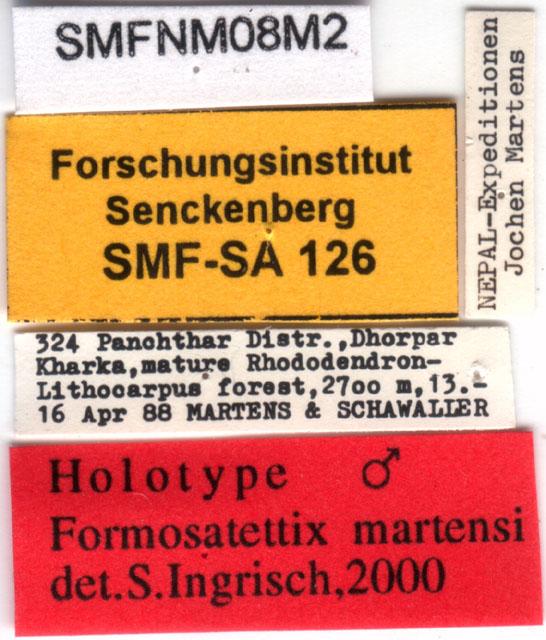 SMFNM08M2
Forschungsinstitut
Senckenberg
SMF-SA 126
NEPAL-Expeditionen
Jochen Martens
324 Panchthar Distr.,Dhorpar
Kharka,mature Rhododendron-
Lithocarpus forest,27oo m,13.-
16 Apr 88 MARTENS & SCHAWALLER
Holotype ♂
Formosatettix martensi
det.S.Ingrisch,2000